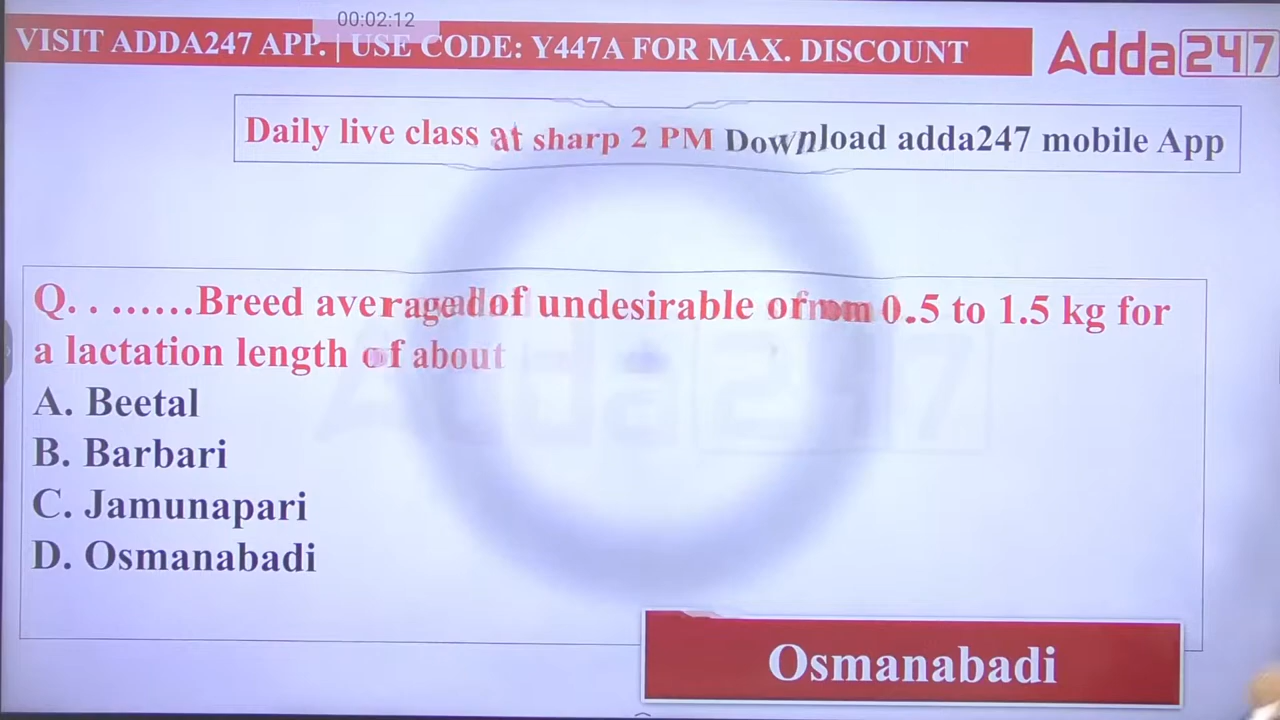 00:02:12
VISIT ADDA247 APP. | USE CODE: Y447A FOR MAX. DISCOUNT
Adda247
Daily live class at sharp 2 PM Download adda247 mobile App
Q. . .......Breed of undesirable 0.5 to 1.5 kg for
a lactation length of about
A. Beetal
B. Barbari
C. Jamunapari
D. Osmanabadi
Osmanabadi
Adda247